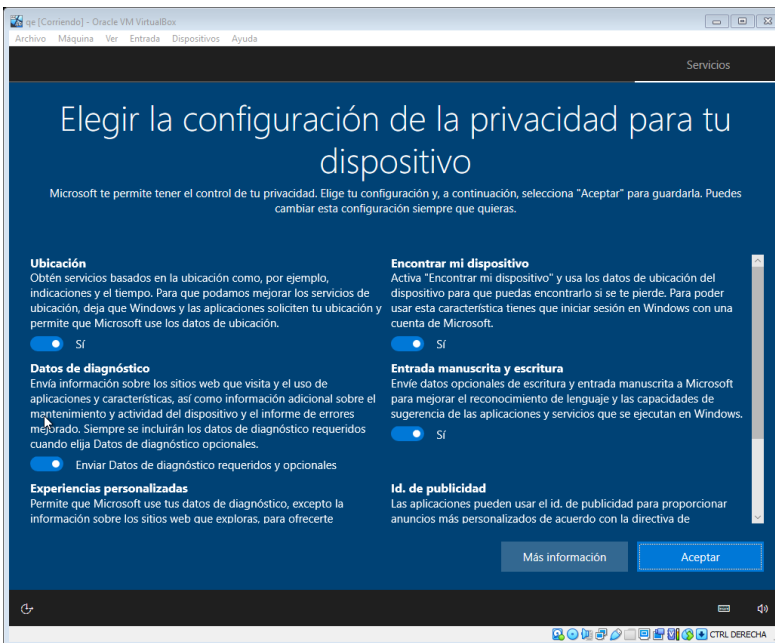 qe [Corriendo] - Oracle VM VirtualBox
Archivo Máquina Ver Entrada Dispositivos Ayuda
Servicios
Elegir la configuración de la privacidad para tu
dispositivo
Microsoft te permite tener el control de tu privacidad. Elige tu configuración y, a continuación, selecciona "Aceptar" para guardarla. Puedes
cambiar esta configuración siempre que quieras.
Ubicación
Obtén servicios basados en la ubicación como, por ejemplo,
indicaciones y el tiempo. Para que podamos mejorar los servicios de
ubicación, deja que Windows y las aplicaciones soliciten tu ubicación y
permite que Microsoft use los datos de ubicación.
Sí
Encontrar mi dispositivo
Activa "Encontrar mi dispositivo" y usa los datos de ubicación del
dispositivo para que puedas encontrarlo si se te pierde. Para poder
usar esta característica tienes que iniciar sesión en Windows con una
cuenta de Microsoft.
Sí
Datos de diagnóstico
Envía información sobre los sitios web que visita y el uso de
aplicaciones y características, así como información adicional sobre el
mantenimiento y actividad del dispositivo y el informe de errores
mejorado. Siempre se incluirán los datos de diagnóstico requeridos
cuando elija Datos de diagnóstico opcionales.
Enviar Datos de diagnóstico requeridos y opcionales
Entrada manuscrita y escritura
Envíe datos opcionales de escritura y entrada manuscrita a Microsoft
para mejorar el reconocimiento de lenguaje y las capacidades de
sugerencia de las aplicaciones y servicios que se ejecutan en Windows.
Sí
Experiencias personalizadas
Permite que Microsoft use tus datos de diagnóstico, excepto la
información sobre los sitios web que exploras, para ofrecerte
Id. de publicidad
Las aplicaciones pueden usar el id. de publicidad para proporcionar
anuncios más personalizados de acuerdo con la directiva de
Más información
Aceptar
CTRL DERECHA